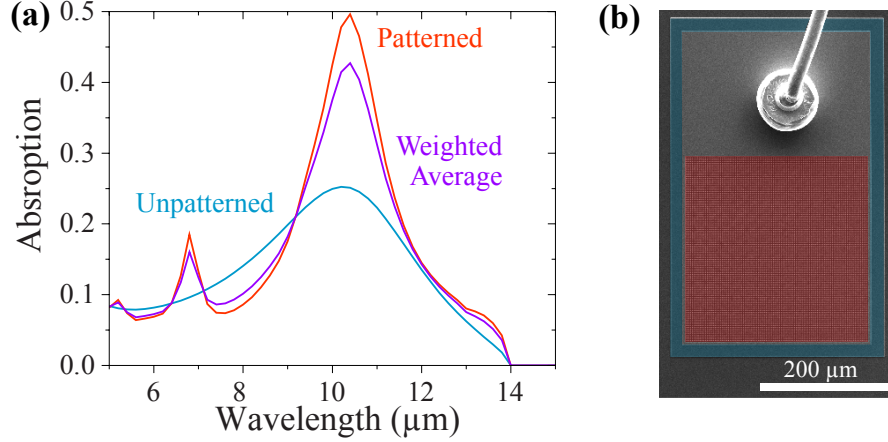 (a)
0.5
0.4
0.3
0.2
0.1
0.0
Absroption
6
8
10
12
14
Wavelength (µm)
Patterned
Weighted
Average
Unpatterned
(b)
200 µm